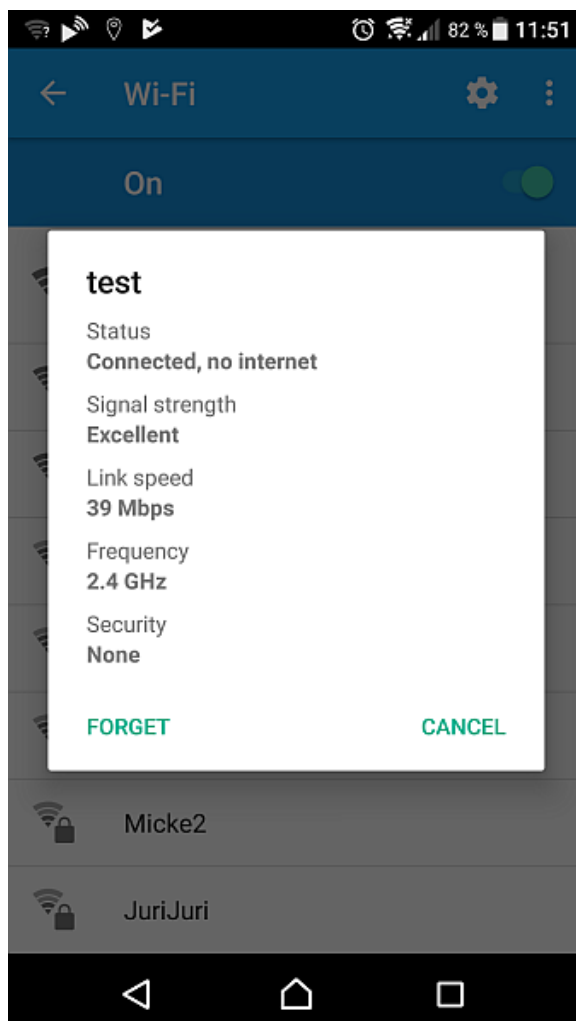 82 % 11:51
Wi-Fi
On
test
Status
Connected, no internet
Signal strength
Excellent
Link speed
39 Mbps
Frequency
2.4 GHz
Security
None
FORGET CANCEL
Micke2
JuriJuri